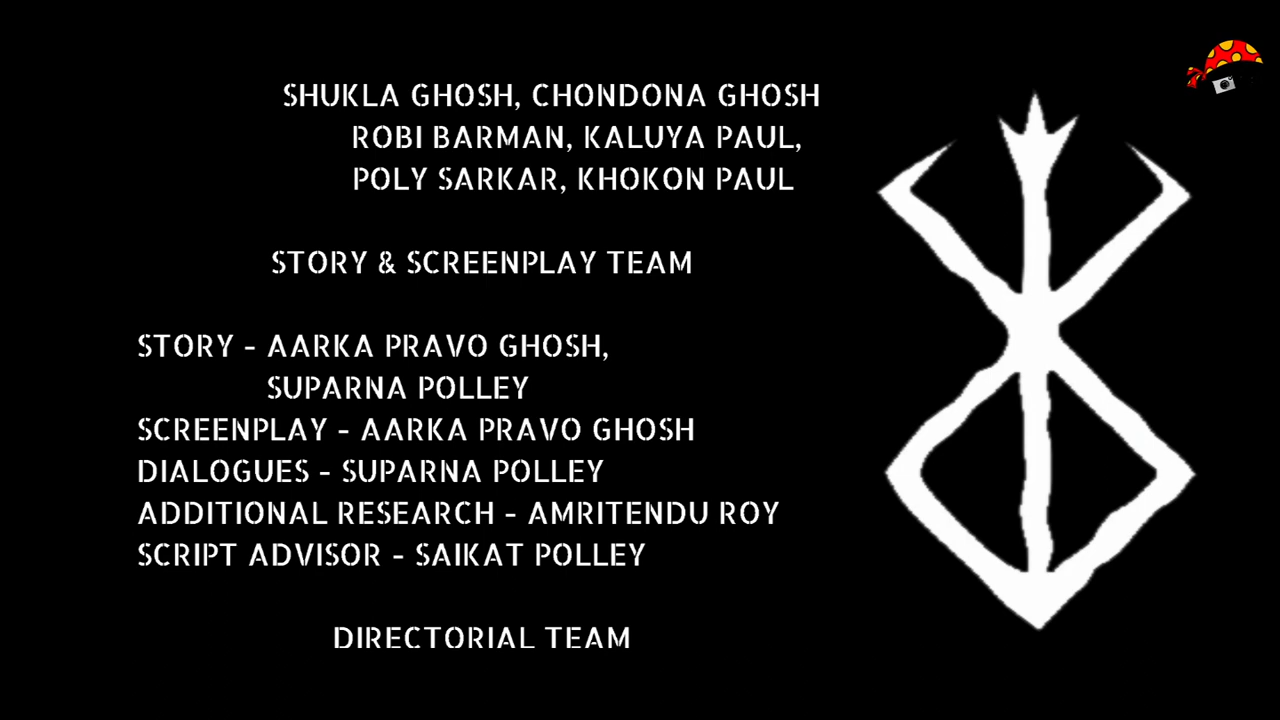 SHUKLA GHOSH, CHONDONA GHOSH
ROBI BARMAN, KALUYA PAUL,
POLY SARKAR, KHOKON PAUL
STORY & SCREENPLAY TEAM
STORY - AARKA PRAVO GHOSH,
SUPARNA POLLEY
SCREENPLAY - AARKA PRAVO GHOSH
DIALOGUES - SUPARNA POLLEY
ADDITIONAL RESEARCH - AMRITENDU ROY
SCRIPT ADVISOR - SAIKAT POLLEY
DIRECTORIAL TEAM